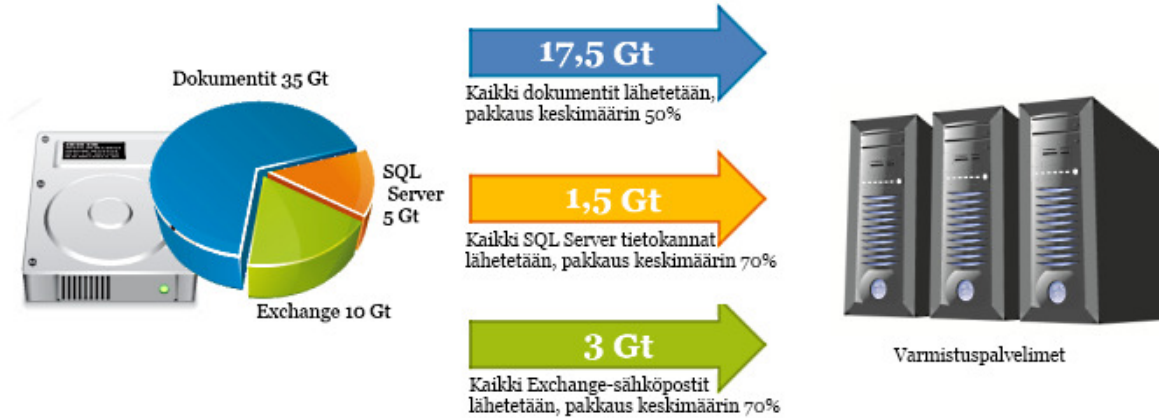 Dokumentit 35 Gt
SQL
Server
5 Gt
Exchange 10 Gt
17,5 Gt
Kaikki dokumentit lähetetään,
pakkaus keskimäärin 50%
1,5 Gt
Kaikki SQL Server tietokannat
lähetetään, pakkaus keskimäärin 70%
3 Gt
Kaikki Exchange-sähköpostit
lähetetään, pakkaus keskimäärin 70%
Varmistuspalvelimet